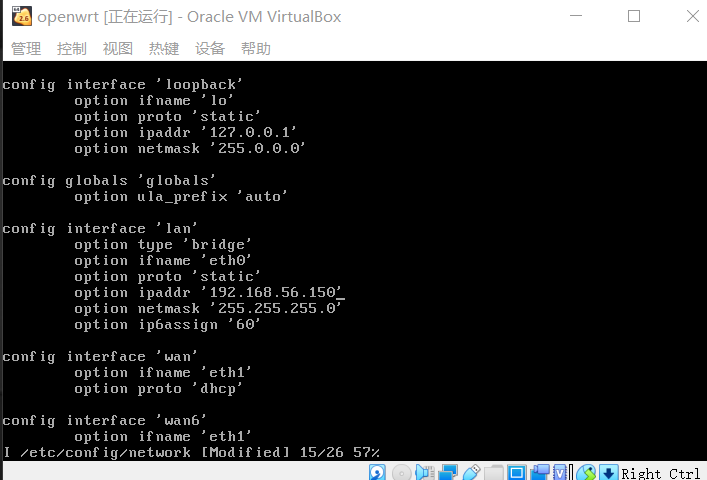 openwrt [正在运行] - Oracle VM VirtualBox
管理 控制 视图 热键 设备 帮助
config interface 'loopback'
        option ifname 'lo'
        option proto 'static'
        option ipaddr '127.0.0.1'
        option netmask '255.0.0.0'

config globals 'globals'
        option ula_prefix 'auto'

config interface 'lan'
        option type 'bridge'
        option ifname 'eth0'
        option proto 'static'
        option ipaddr '192.168.56.150'
        option netmask '255.255.255.0'
        option ip6assign '60'

config interface 'wan'
        option ifname 'eth1'
        option proto 'dhcp'

config interface 'wan6'
        option ifname 'eth1'
I /etc/config/network [Modified] 15/26 57%
Right Ctrl